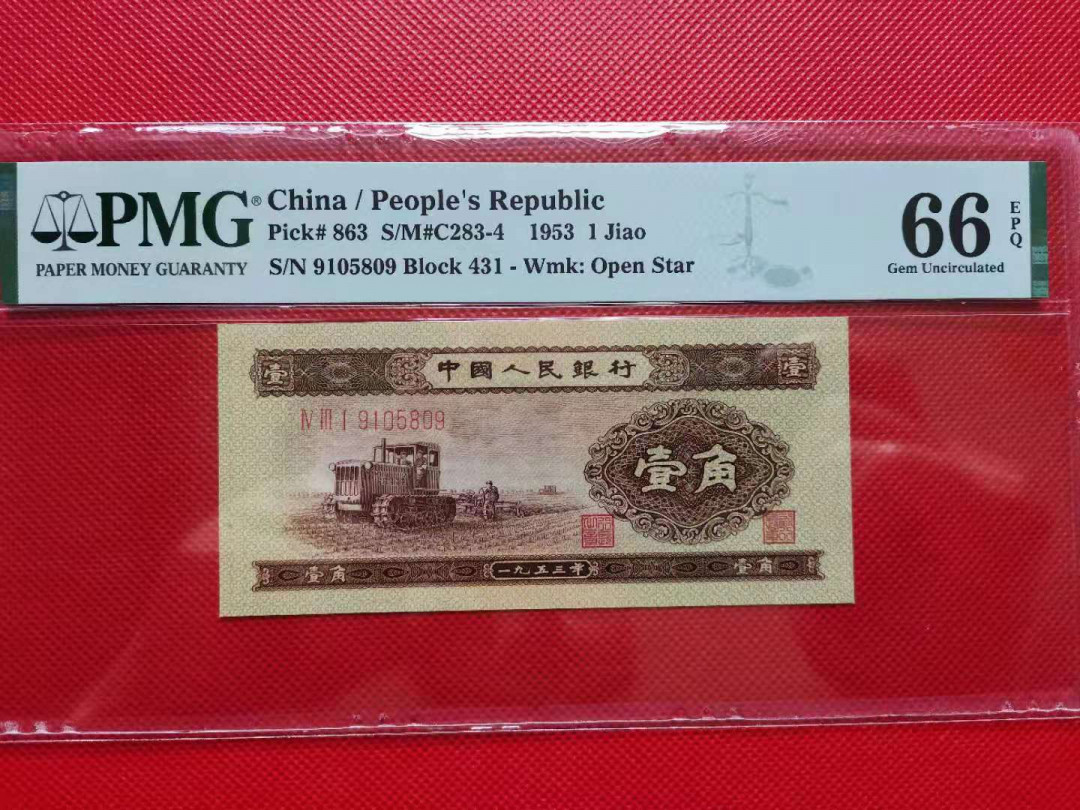 PMG®
PAPER MONEY GUARANTY
China / People's Republic
Pick# 863 S/M#C283-4 1953 1 Jiao
S/N 9105809 Block 431 - Wmk: Open Star
66
EPQ
Gem Uncirculated
壹 中國人民銀行 壹
Ⅳ Ⅲ Ⅰ 9105809
壹角
壹角 一九五三年 壹角